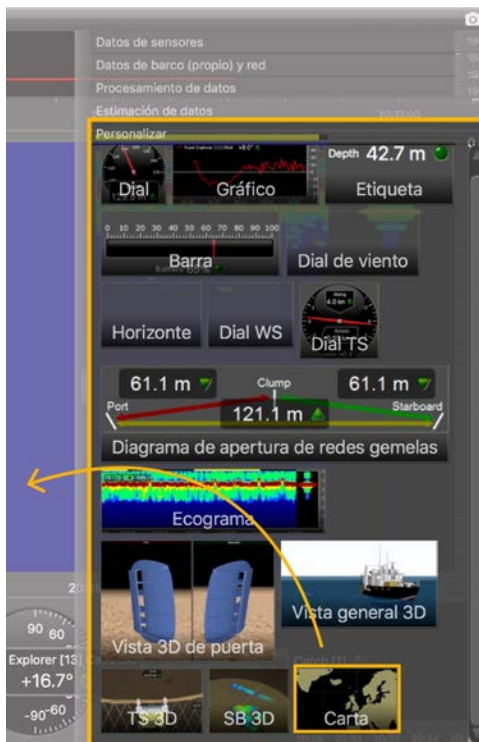 Datos de sensores
Datos de barco (propio) y red
Procesamiento de datos
Estimación de datos
Personalizar
Depth 42.7 m
Dial
Gráfico
Etiqueta
0 10 20 30 40 50 60 70 80 90 100
Barra
Dial de viento
Horizonte
Dial WS
Dial TS
61.1 m
Clump
61.1 m
Port
121.1 m
Starboard
Diagrama de apertura de redes gemelas
Ecograma
Vista general 3D
Vista 3D de puerta
90 60
Explorer [13]
+16.7°
-90 -60
TS 3D
SB 3D
Carta